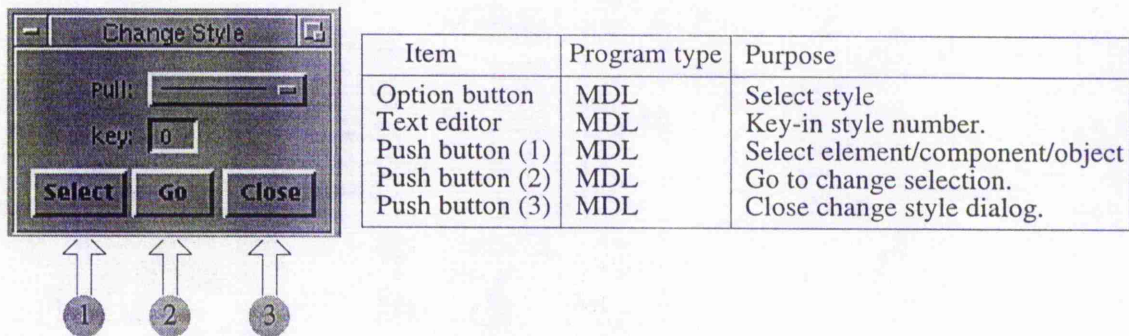 Change Style
Pull:
key: 0
Select Go Close
1 2 3
Item Program type Purpose
Option button MDL Select style
Text editor MDL Key-in style number.
Push button (1) MDL Select element/component/object
Push button (2) MDL Go to change selection.
Push button (3) MDL Close change style dialog.